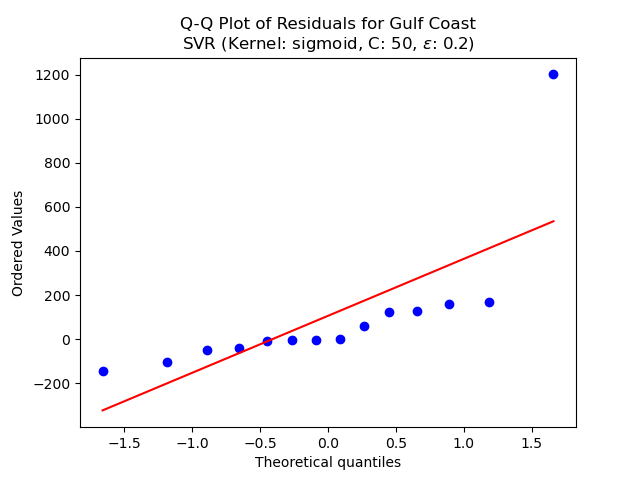 Q-Q Plot of Residuals for Gulf Coast
SVR (Kernel: sigmoid, C: 50, ε: 0.2)
1200
1000
800
600
400
200
0
−200
Ordered Values
−1.5 −1.0 −0.5 0.0 0.5 1.0 1.5
Theoretical quantiles